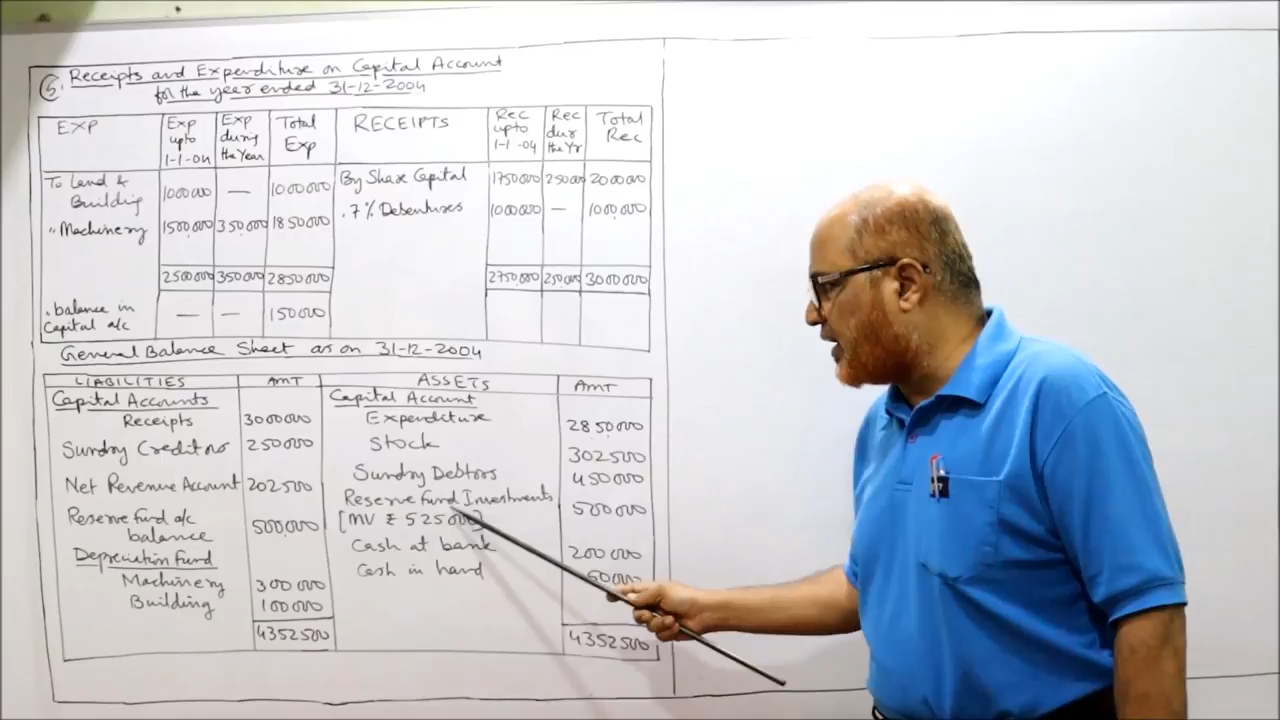 5. Receipts and Expenditure on Capital Account
for the year ended 31-12-2004
EXP Exp upto 1-1-04 Exp during the Year Total Exp RECEIPTS Rec upto 1-1-04 Rec dur the Yr Total Rec
To Land & Building 1000000 — 1000000 By Share Capital 1750000 250000 2000000
" Machinery 1500000 350000 1850000 . 7% Debentures 1000000 — 1000000
2500000 350000 2850000 2750000 250000 3000000
. balance in Capital a/c — — 150000
General Balance Sheet as on 31-12-2004
LIABILITIES AMT ASSETS AMT
Capital Accounts Capital Account
Receipts 3000000 Expenditure 2850000
Sundry Creditors 250000 Stock 302500
Net Revenue Account 202500 Sundry Debtors 450000
Reserve fund a/c balance 500000 Reserve Fund Investments 500000
[MV ₹ 525000]
Depreciation Fund Cash at bank 200000
Machinery 300000 Cash in hand 50000
Building 100000
4352500 4352500